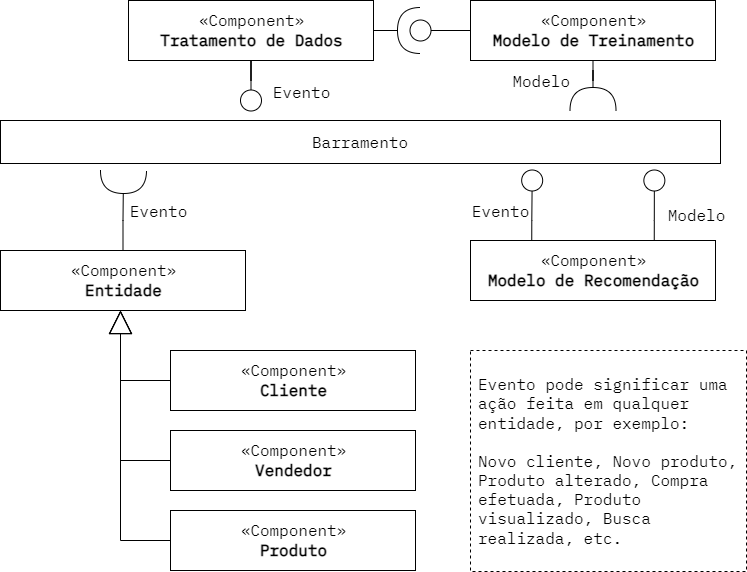 «Component»
Tratamento de Dados
«Component»
Modelo de Treinamento
Evento
Modelo
Barramento
Evento
Evento
Modelo
«Component»
Entidade
«Component»
Modelo de Recomendação
«Component»
Cliente
«Component»
Vendedor
«Component»
Produto
Evento pode significar uma
ação feita em qualquer
entidade, por exemplo:
Novo cliente, Novo produto,
Produto alterado, Compra
efetuada, Produto
visualizado, Busca
realizada, etc.